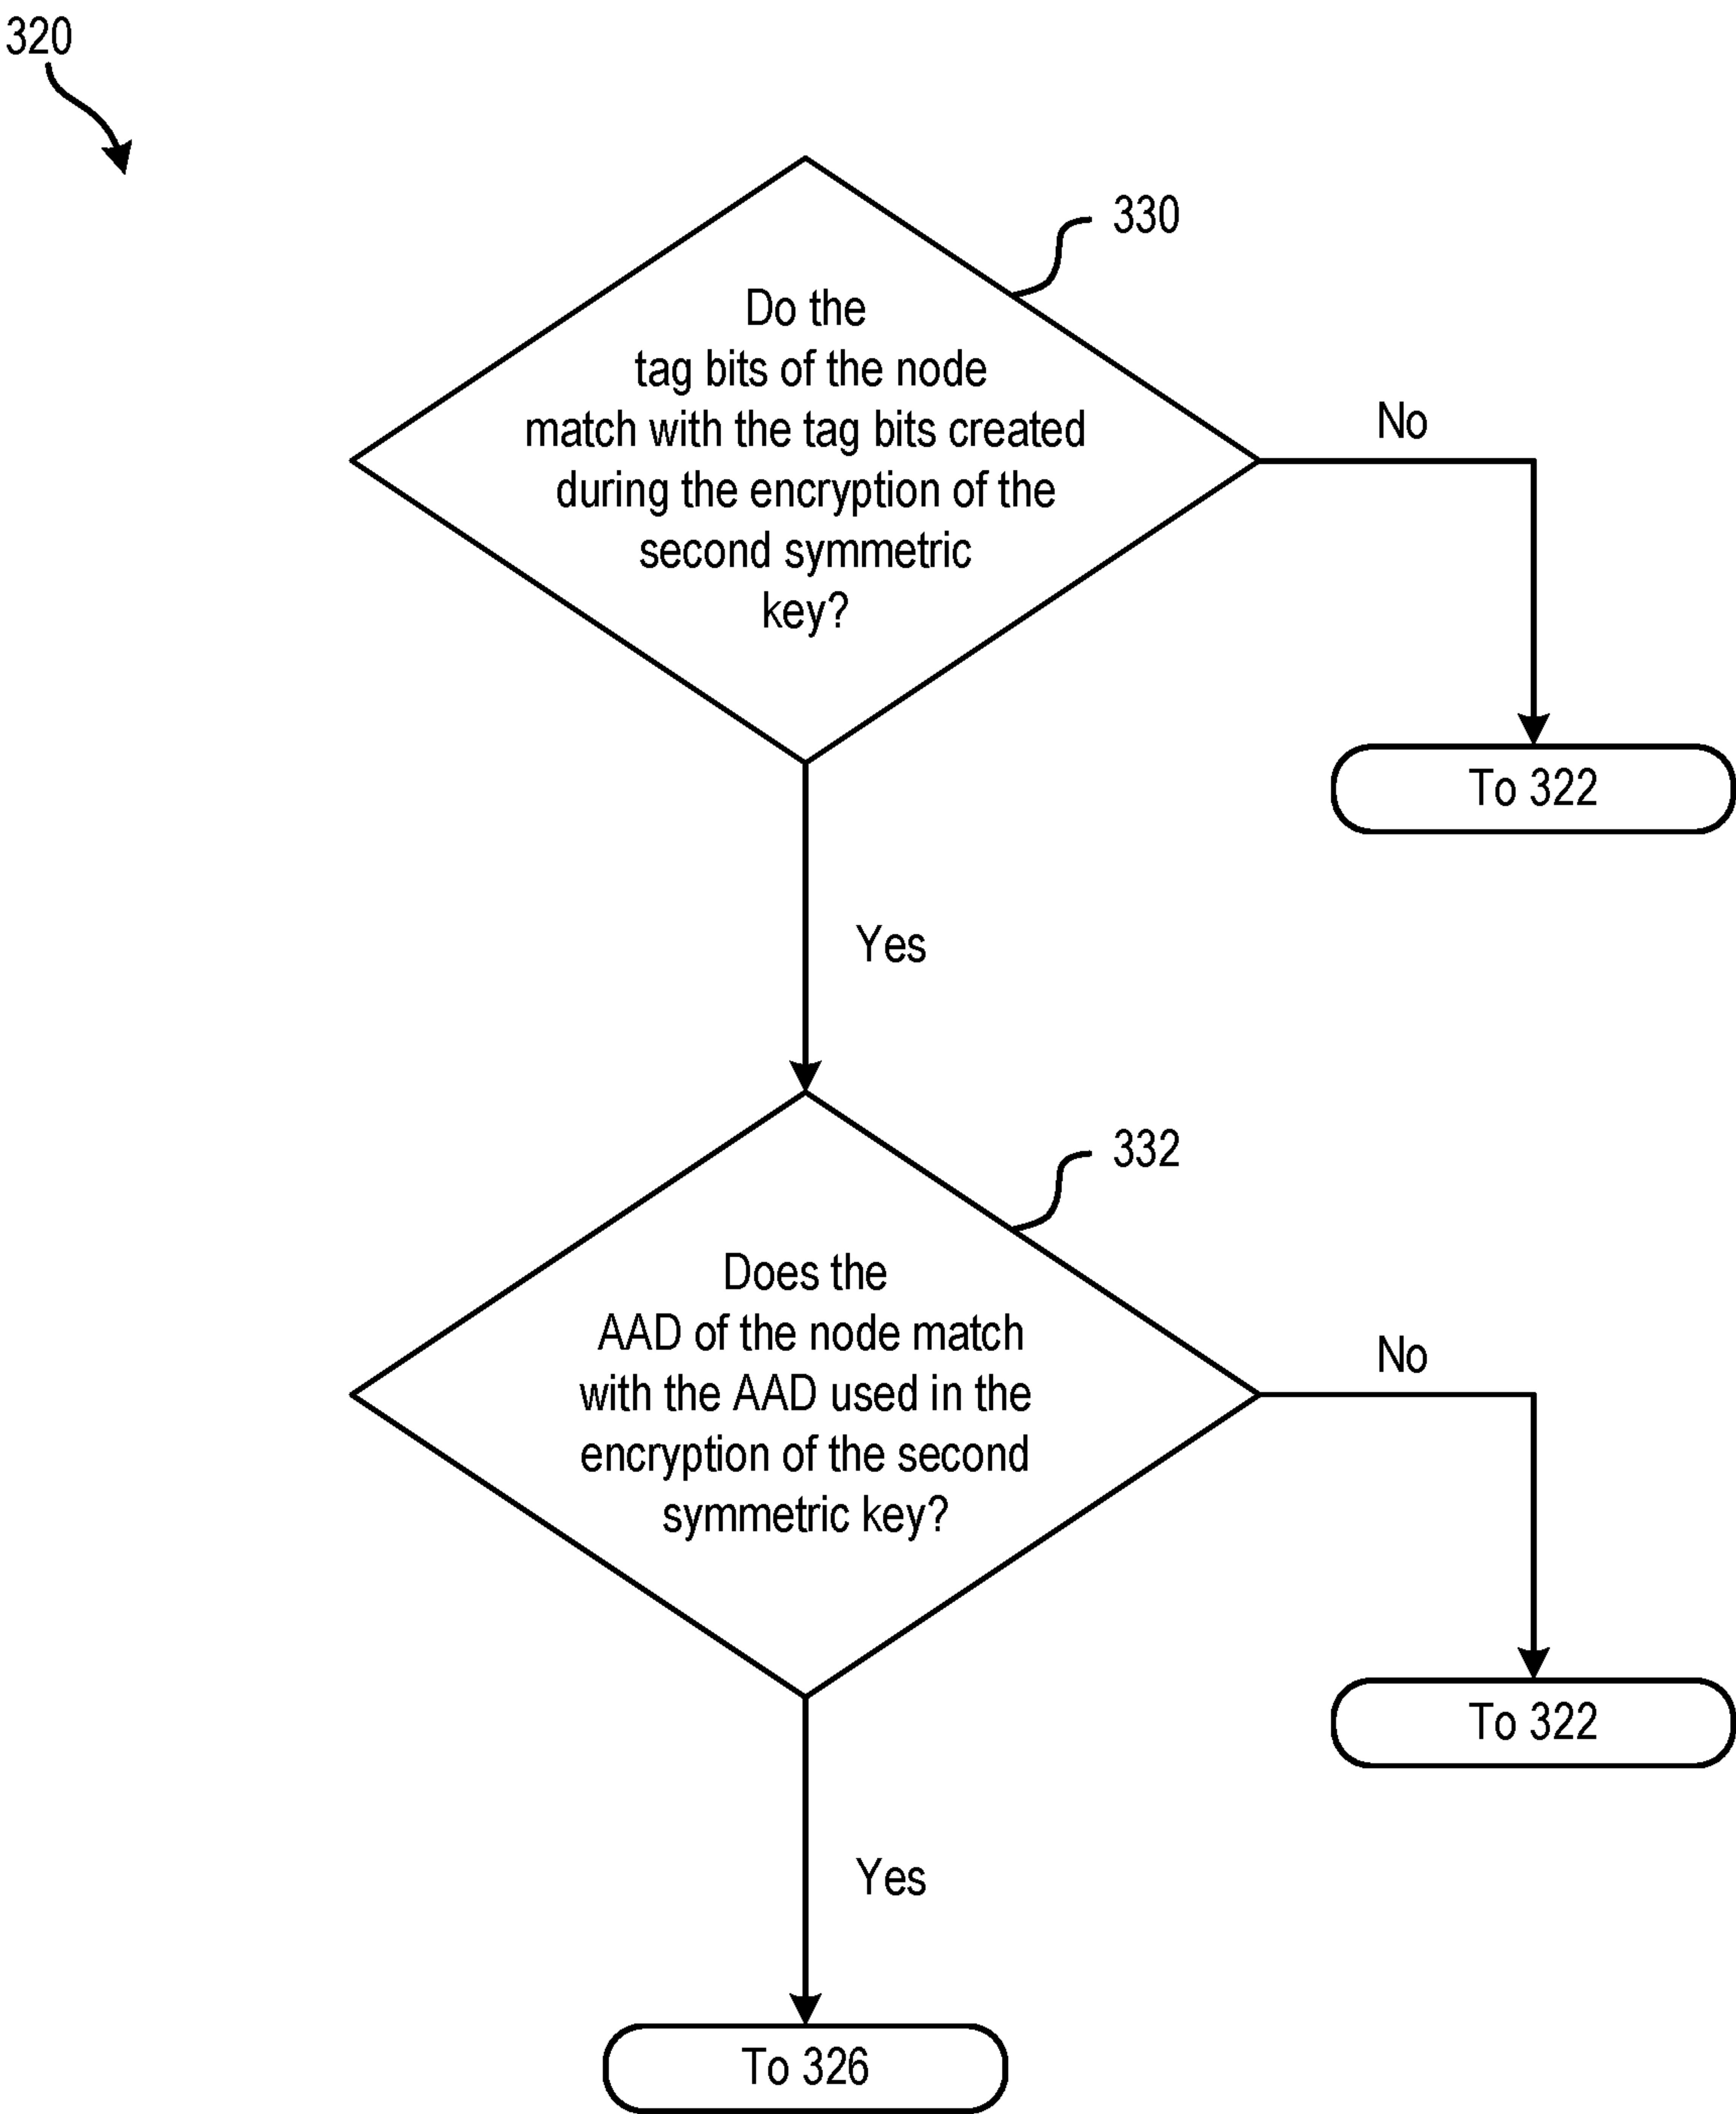 320
330
Do the
tag bits of the node
match with the tag bits created
during the encryption of the
second symmetric
key?
No
To 322
Yes
332
Does the
AAD of the node match
with the AAD used in the
encryption of the second
symmetric key?
No
To 322
Yes
To 326